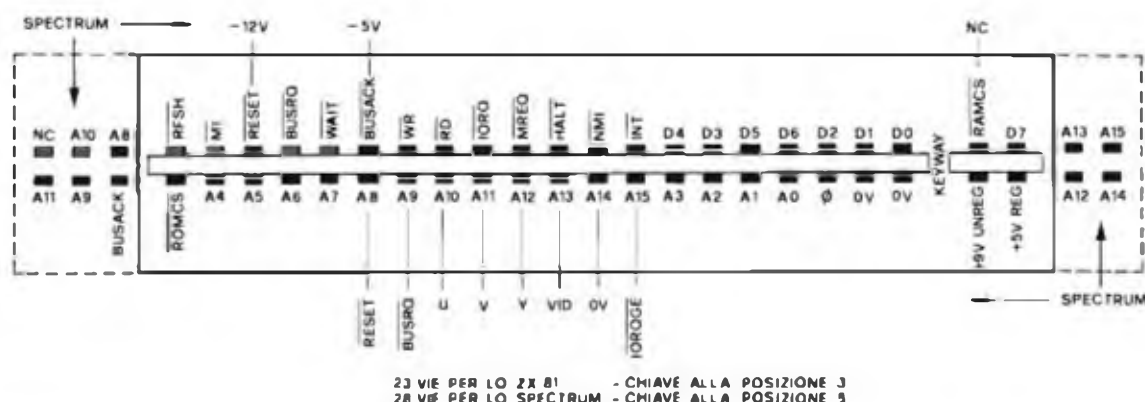 SPECTRUM
-12V
-5V
NC
RFSH
M1
RESET
BUSRQ
WAIT
BUSACK
WR
RD
IORQ
MREQ
HALT
NMI
INT
D4 D3 D5 D6 D2 D1 D0
KEYWAY
RAMCS
D7
NC A10 A8
A13 A15
A11 A9
BUSACK
ROMCS
A4 A5 A6 A7 A8 A9 A10 A11 A12 A13 A14 A15 A3 A2 A1 A0 Ø 0V 0V
+9V UNREG
+5V REG
A12 A14
RESET
BUSRQ
U
V
Y
VID
0V
IORQGE
SPECTRUM
23 VIE PER LO ZX 81 - CHIAVE ALLA POSIZIONE 3
28 VIE PER LO SPECTRUM - CHIAVE ALLA POSIZIONE 5